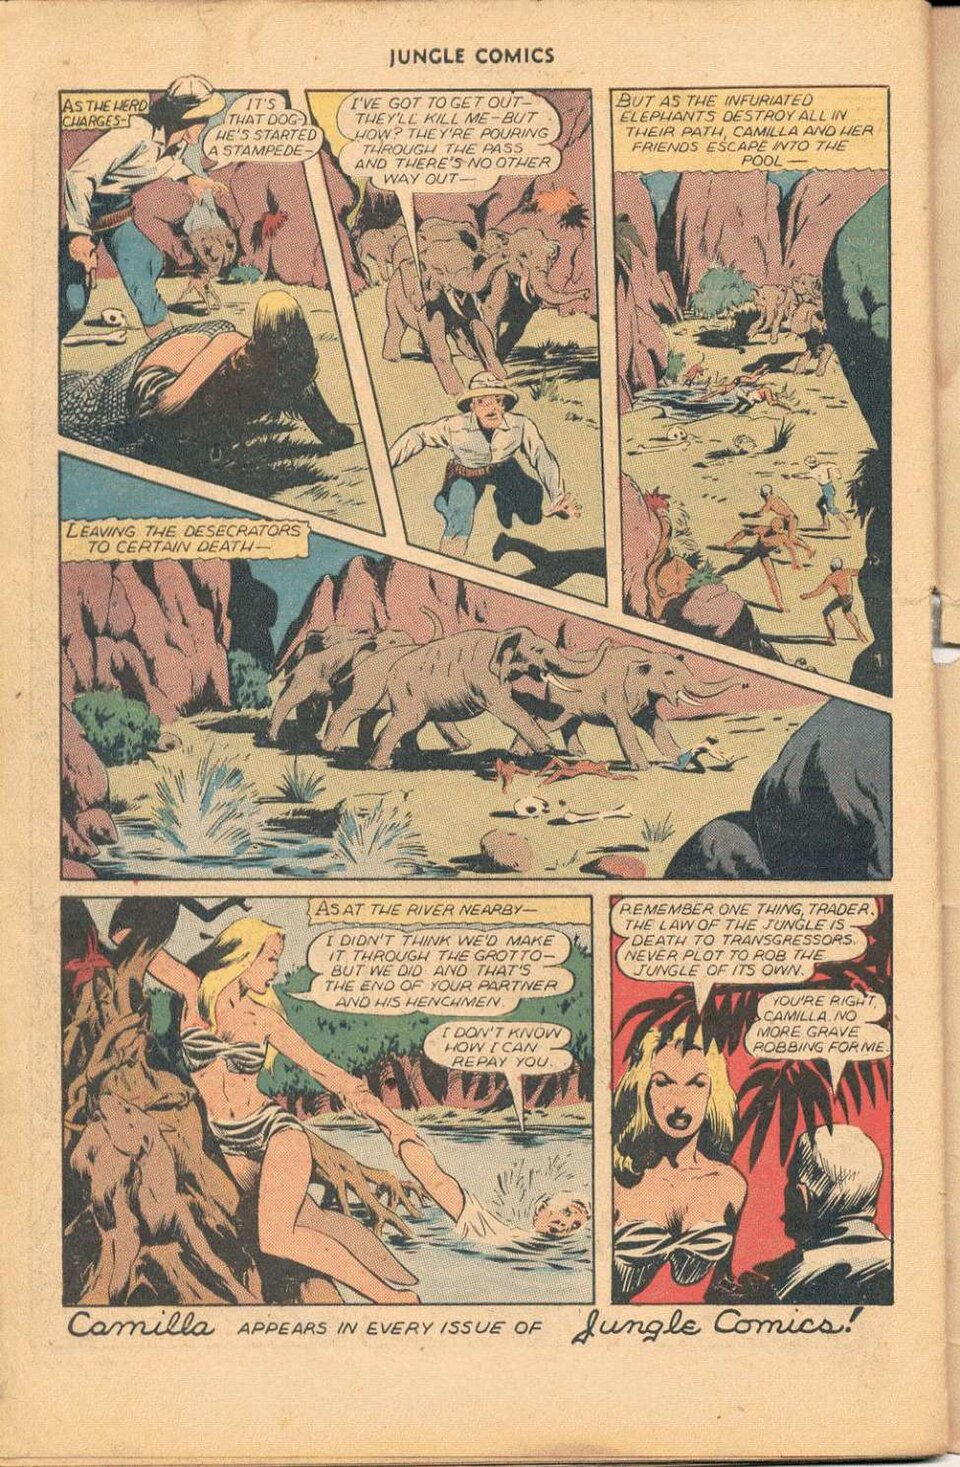 JUNGLE COMICS
AS THE HERD
CHARGES—
IT'S
THAT DOG—
HE'S STARTED
A STAMPEDE—
I'VE GOT TO GET OUT—
THEY'LL KILL ME—BUT
HOW? THEY'RE POURING
THROUGH THE PASS
AND THERE'S NO OTHER
WAY OUT—
BUT AS THE INFURIATED
ELEPHANTS DESTROY ALL IN
THEIR PATH, CAMILLA AND HER
FRIENDS ESCAPE INTO THE
POOL—
LEAVING THE DESECRATORS
TO CERTAIN DEATH—
AS AT THE RIVER NEARBY—
I DIDN'T THINK WE'D MAKE
IT THROUGH THE GROTTO—
BUT WE DID AND THAT'S
THE END OF YOUR PARTNER
AND HIS HENCHMEN.
I DON'T KNOW
HOW I CAN
REPAY YOU.
REMEMBER ONE THING, TRADER.
THE LAW OF THE JUNGLE IS
DEATH TO TRANSGRESSORS.
NEVER PLOT TO ROB THE
JUNGLE OF ITS OWN.
YOU'RE RIGHT,
CAMILLA. NO
MORE GRAVE
ROBBING FOR ME.
Camilla APPEARS IN EVERY ISSUE OF Jungle Comics!